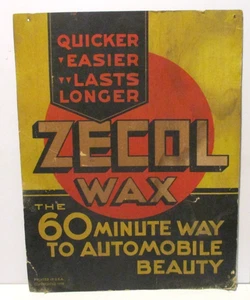 QUICKER
EASIER
LASTS
LONGER
ZECOL
WAX
THE
60 MINUTE WAY
TO AUTOMOBILE
BEAUTY